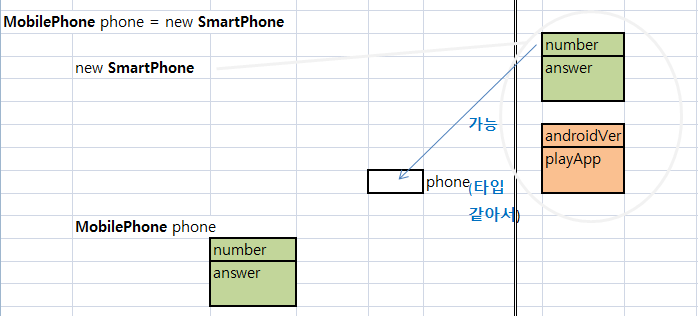 MobilePhone phone = new SmartPhone
number
new SmartPhone
answer
가능
androidVer
playApp
phone
(타입
같아서)
MobilePhone phone
number
answer